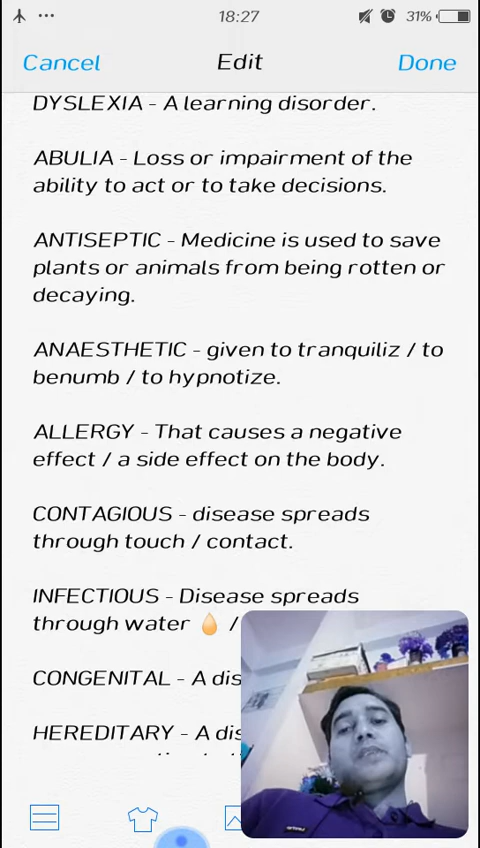 18:27
31%
Cancel
Edit
Done
DYSLEXIA - A learning disorder.
ABULIA - Loss or impairment of the
ability to act or to take decisions.
ANTISEPTIC - Medicine is used to save
plants or animals from being rotten or
decaying.
ANAESTHETIC - given to tranquiliz / to
benumb / to hypnotize.
ALLERGY - That causes a negative
effect / a side effect on the body.
CONTAGIOUS - disease spreads
through touch / contact.
INFECTIOUS - Disease spreads
through water 💧 /
CONGENITAL - A dis
HEREDITARY - A dis